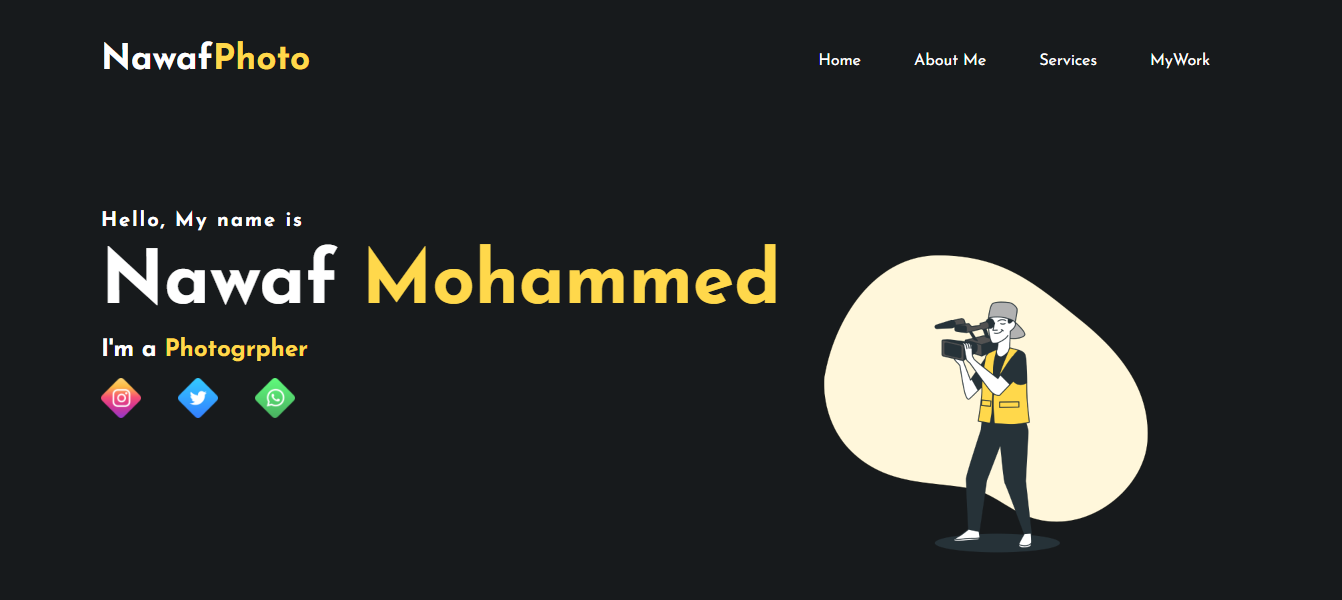 NawafPhoto
Home About Me Services MyWork
Hello, My name is
Nawaf Mohammed
I'm a Photogrpher